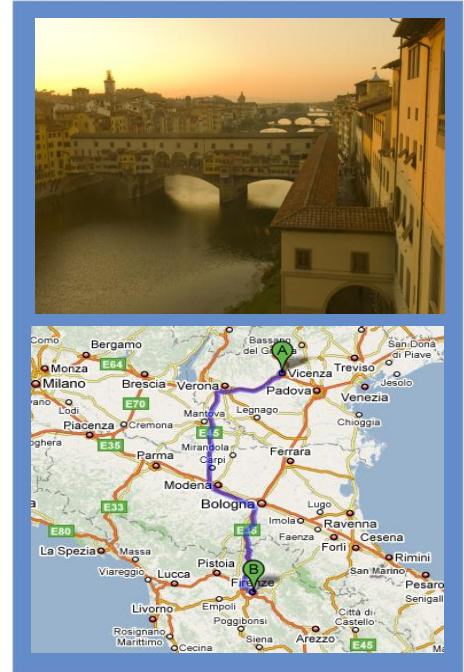 Como
Bergamo
Bassano
del G
San Donà
di Piave
A
Monza
E64
Treviso
Milano
Brescia
Verona
Vicenza
Padova
Jesolo
Venezia
Lodi
E70
Mantova
Legnago
Chioggia
Piacenza
Cremona
E45
E35
Mirandola
Carpi
Parma
Ferrara
Modena
Bologna
E33
Lugo
Imola
Ravenna
E80
Faenza
Cesena
Forlì
La Spezia
Massa
Rimini
Viareggio
Pistoia
B
San Marino
Lucca
Firenze
Pesaro
Senigall
Livorno
Empoli
Città di
Castello
Poggibonsi
Rosignano
Marittimo
Siena
Arezzo
Cecina
E45